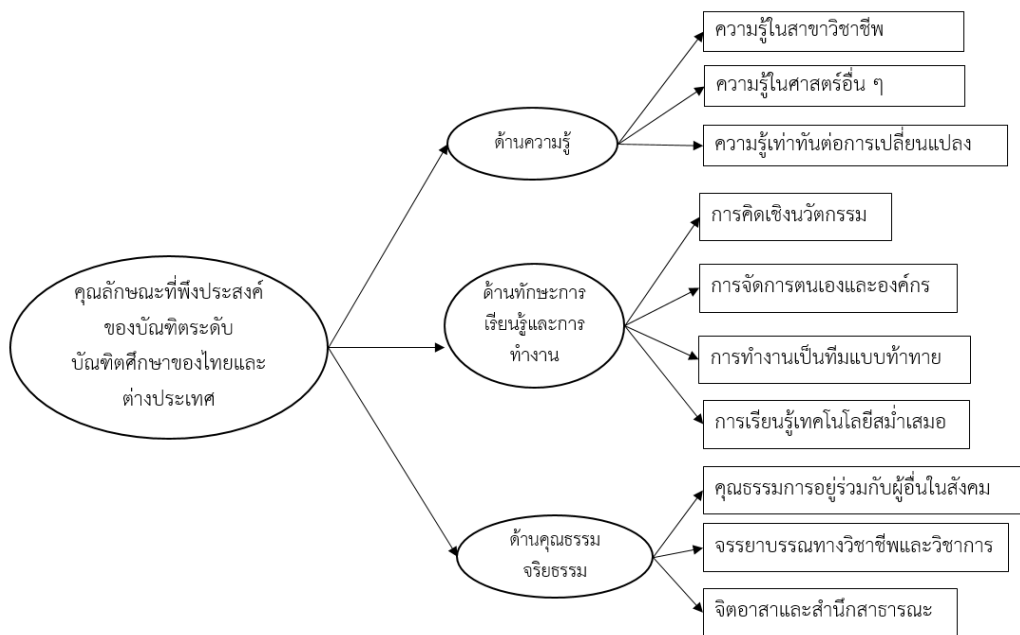 คุณลักษณะที่พึงประสงค์
ของบัณฑิตระดับ
บัณฑิตศึกษาของไทยและ
ต่างประเทศ
ด้านความรู้
ความรู้ในสาขาวิชาชีพ
ความรู้ในศาสตร์อื่น ๆ
ความรู้เท่าทันต่อการเปลี่ยนแปลง
ด้านทักษะการ
เรียนรู้และการ
ทำงาน
การคิดเชิงนวัตกรรม
การจัดการตนเองและองค์กร
การทำงานเป็นทีมแบบท้าทาย
การเรียนรู้เทคโนโลยีสม่ำเสมอ
ด้านคุณธรรม
จริยธรรม
คุณธรรมการอยู่ร่วมกับผู้อื่นในสังคม
จรรยาบรรณทางวิชาชีพและวิชาการ
จิตอาสาและสำนึกสาธารณะ